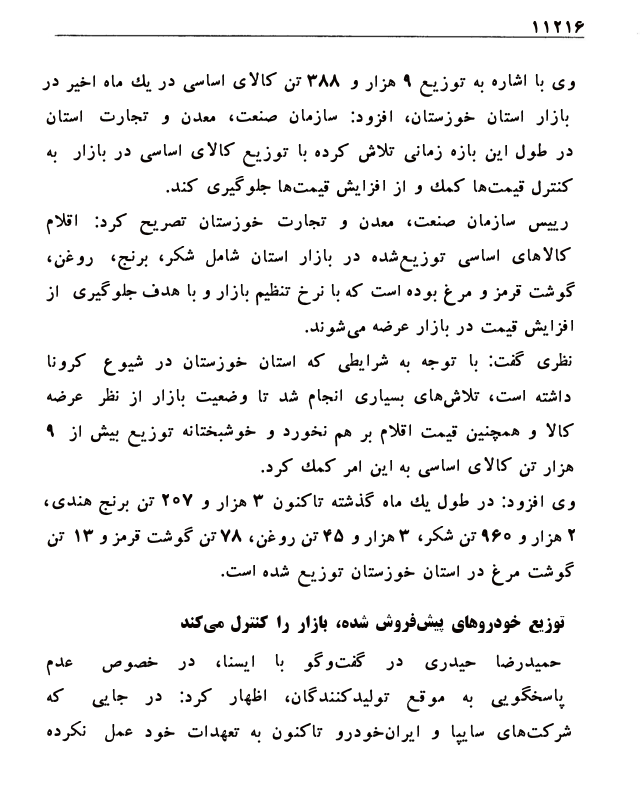 ۱۱۲۱۶
وی با اشاره به توزیع ۹ هزار و ۳۸۸ تن کالای اساسی در یك ماه اخیر در
بازار استان خوزستان، افزود: سازمان صنعت، معدن و تجارت استان
در طول این بازه زمانی تلاش کرده با توزیع کالای اساسی در بازار به
کنترل قیمت‌ها کمك و از افزایش قیمت‌ها جلوگیری کند.
رییس سازمان صنعت، معدن و تجارت خوزستان تصریح کرد: اقلام
کالاهای اساسی توزیع‌شده در بازار استان شامل شکر، برنج، روغن،
گوشت قرمز و مرغ بوده است که با نرخ تنظیم بازار و با هدف جلوگیری از
افزایش قیمت در بازار عرضه می‌شوند.
نظری گفت: با توجه به شرایطی که استان خوزستان در شیوع کرونا
داشته است، تلاش‌های بسیاری انجام شد تا وضعیت بازار از نظر عرضه
کالا و همچنین قیمت اقلام بر هم نخورد و خوشبختانه توزیع بیش از ۹
هزار تن کالای اساسی به این امر کمك کرد.
وی افزود: در طول یك ماه گذشته تاکنون ۳ هزار و ۲۰۷ تن برنج هندی،
۲ هزار و ۹۶۰ تن شکر، ۳ هزار و ۴۵ تن روغن، ۷۸ تن گوشت قرمز و ۱۳ تن
گوشت مرغ در استان خوزستان توزیع شده است.
توزیع خودروهای پیش‌فروش شده، بازار را کنترل می‌کند
حمیدرضا حیدری در گفت‌وگو با ایسنا، در خصوص عدم
پاسخگویی به موقع تولیدکنندگان، اظهار کرد: در جایی که
شرکت‌های سایپا و ایران‌خودرو تاکنون به تعهدات خود عمل نکرده